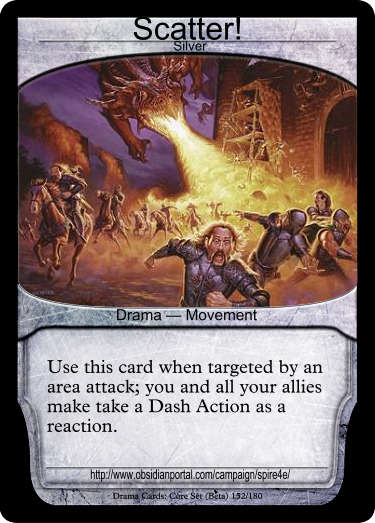 Scatter!
Silver
Drama — Movement
Use this card when targeted by an
area attack; you and all your allies
make take a Dash Action as a
reaction.
http://www.obsidianportal.com/campaign/spire4e/
Drama Cards: Core Set (Beta) 152/180